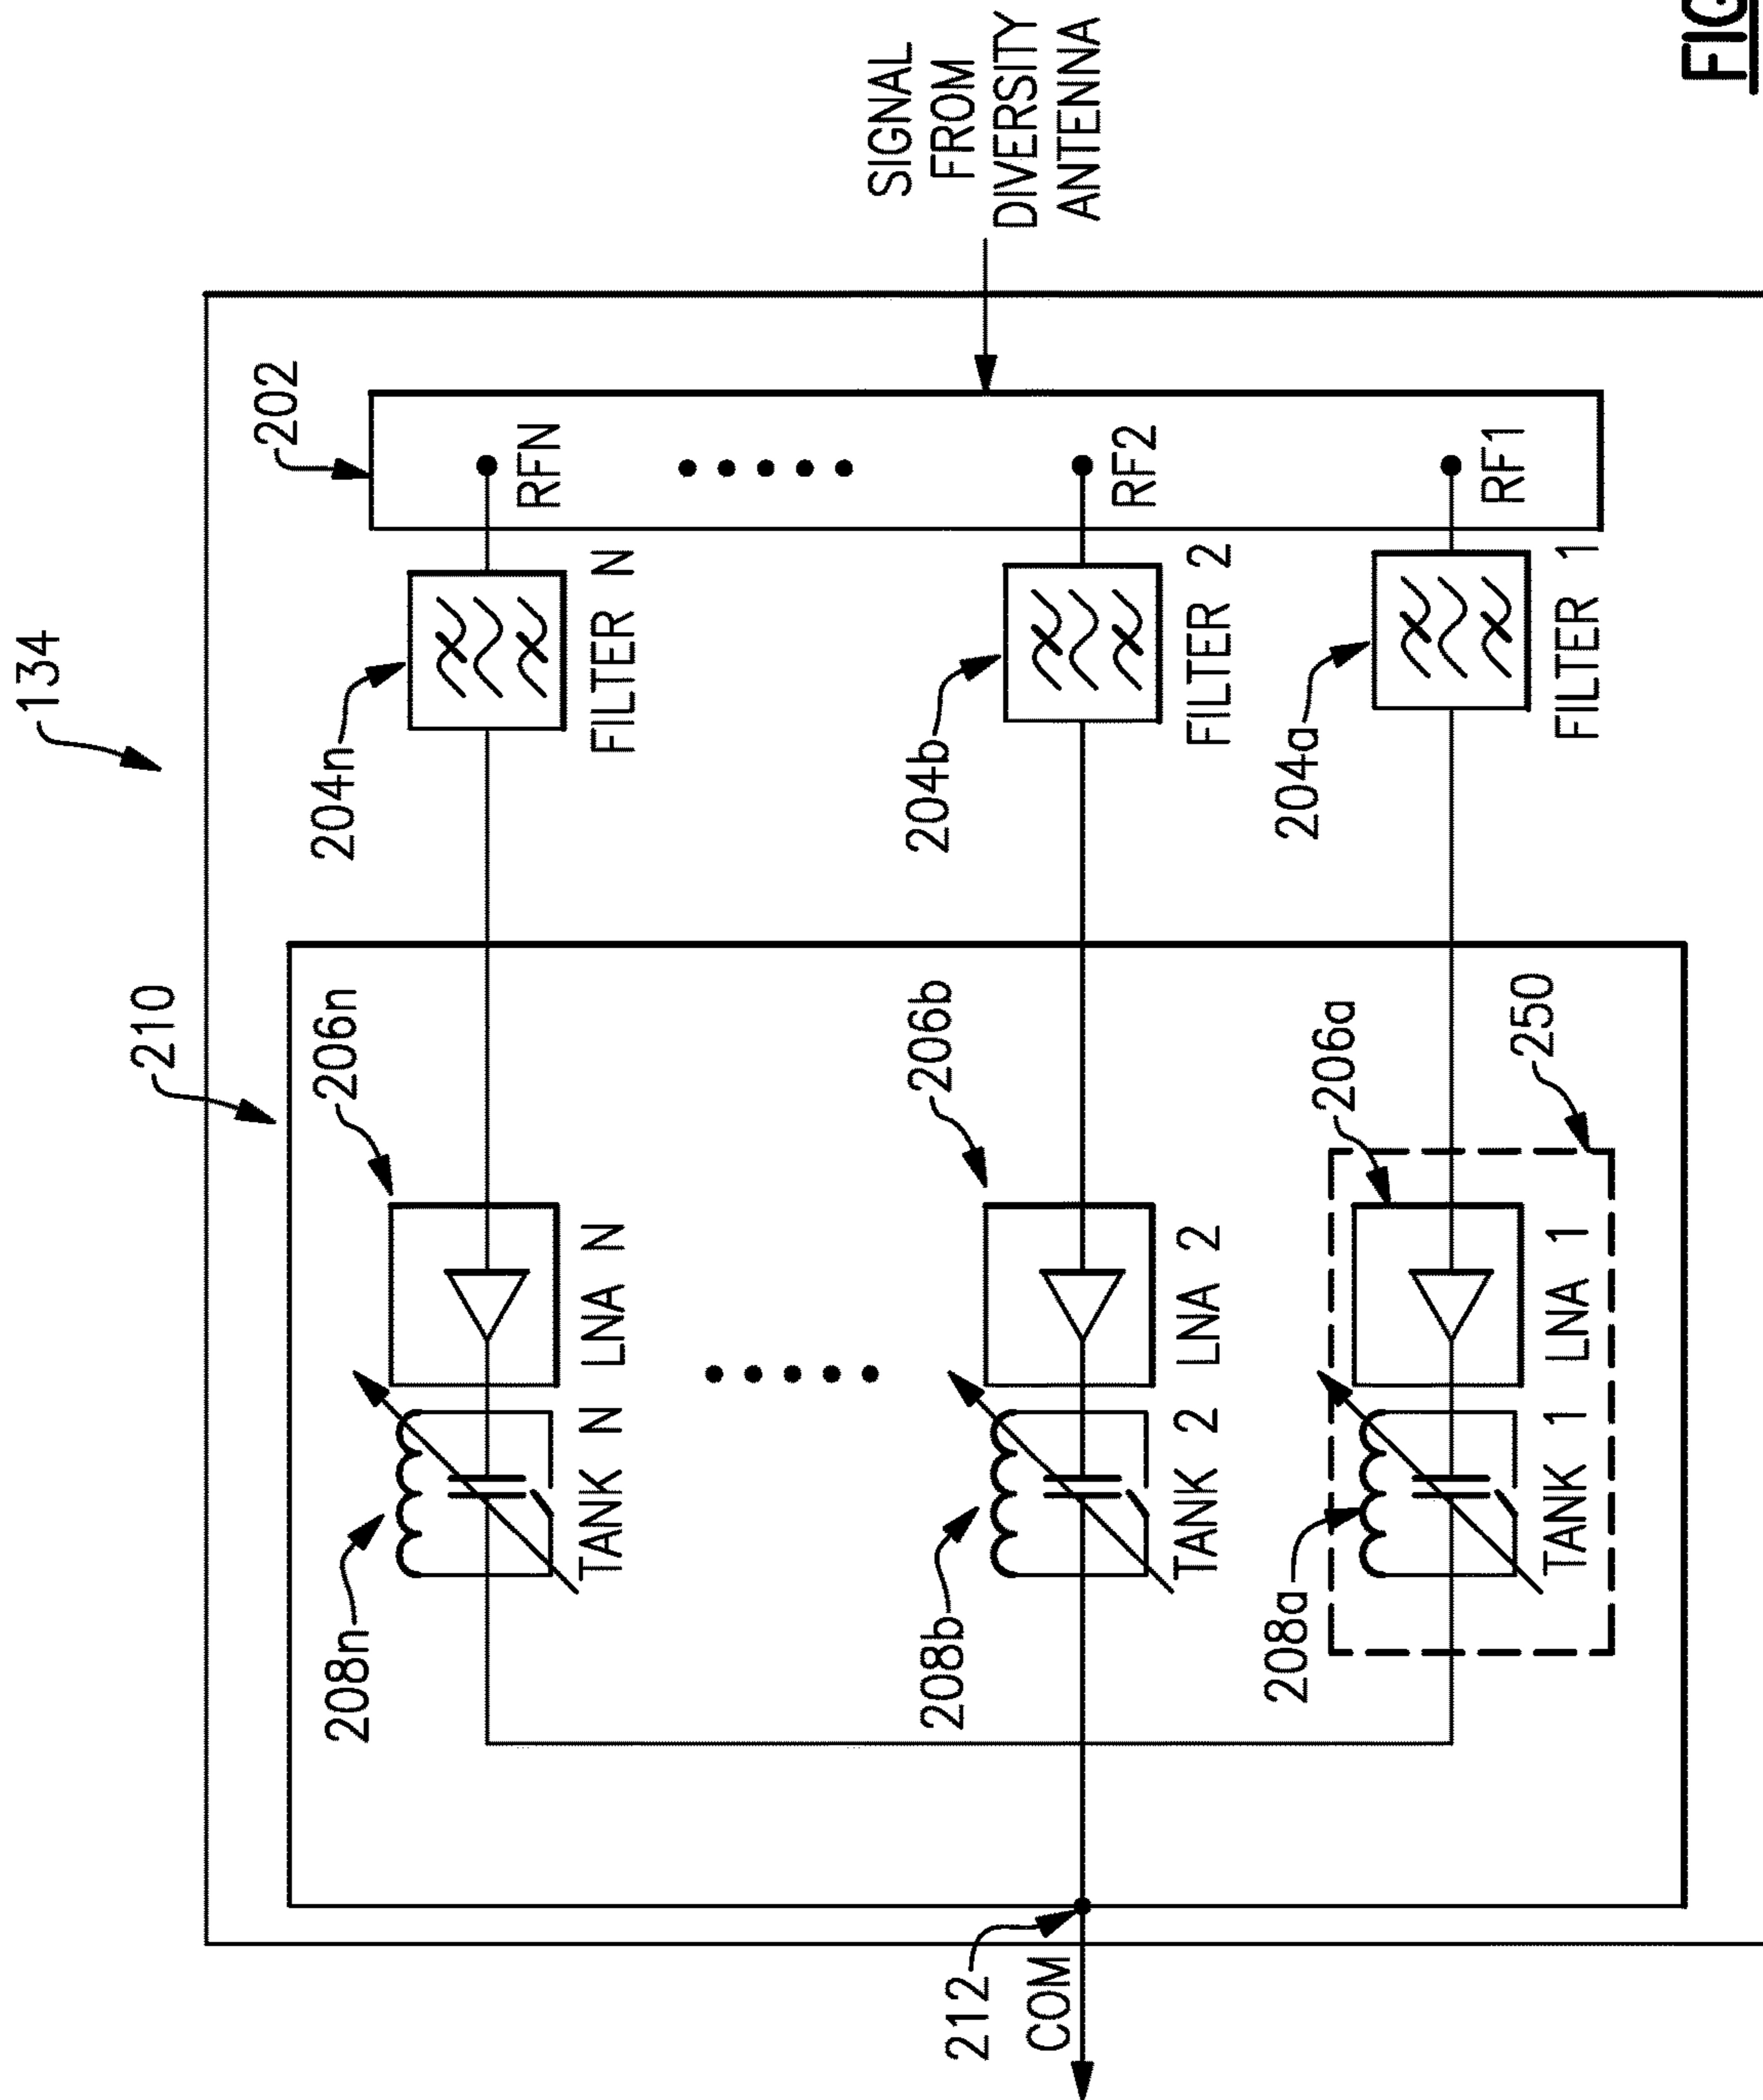 134
210
202
206n
204n
208n
TANK N
LNA N
FILTER N
RFN
206b
204b
208b
TANK 2
LNA 2
FILTER 2
RF2
212
COM
SIGNAL
FROM
DIVERSITY
ANTENNA
206a
204a
208a
250
TANK 1
LNA 1
FILTER 1
RF1
FIG